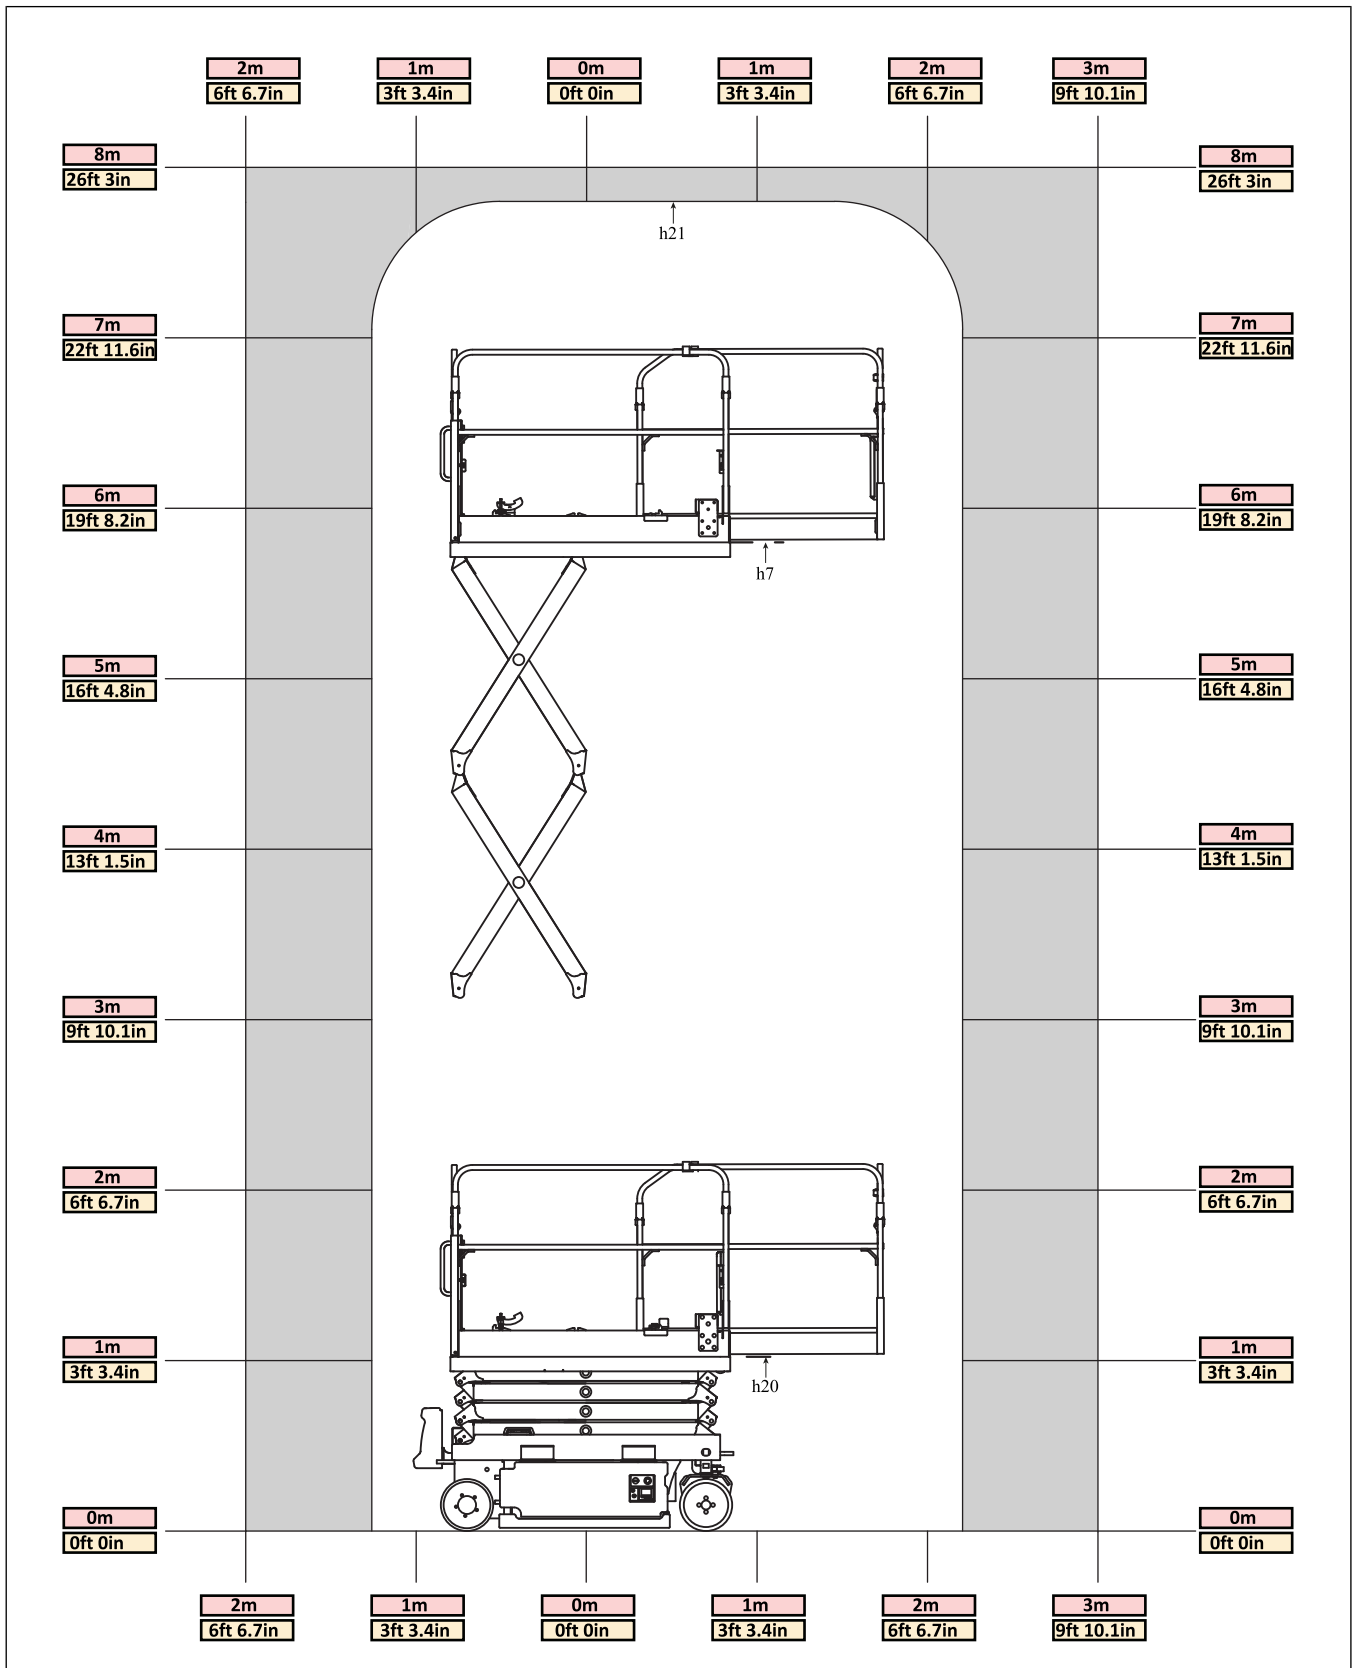 2m 1m 0m 1m 2m 3m
6ft 6.7in 3ft 3.4in 0ft 0in 3ft 3.4in 6ft 6.7in 9ft 10.1in
8m 8m
26ft 3in 26ft 3in
h21
7m 7m
22ft 11.6in 22ft 11.6in
6m 6m
19ft 8.2in 19ft 8.2in
h7
5m 5m
16ft 4.8in 16ft 4.8in
4m 4m
13ft 1.5in 13ft 1.5in
3m 3m
9ft 10.1in 9ft 10.1in
2m 2m
6ft 6.7in 6ft 6.7in
1m 1m
3ft 3.4in 3ft 3.4in
h20
0m 0m
0ft 0in 0ft 0in
2m 1m 0m 1m 2m 3m
6ft 6.7in 3ft 3.4in 0ft 0in 3ft 3.4in 6ft 6.7in 9ft 10.1in